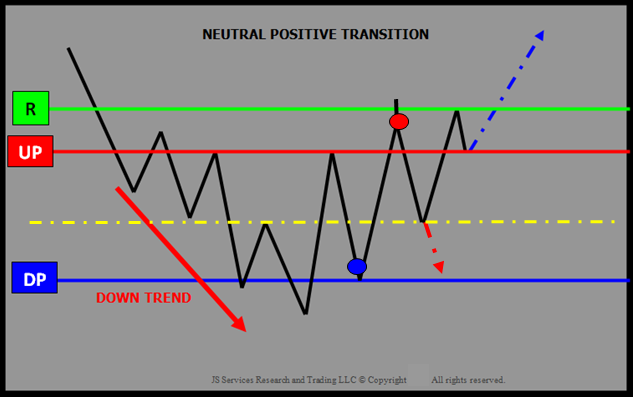 NEUTRAL POSITIVE TRANSITION
R
UP
DP
DOWN TREND
JS Services Research and Trading LLC © Copyright All rights reserved.